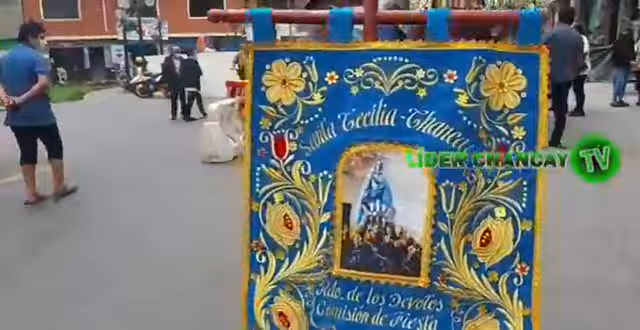 Santa Cecilia - Chancay
LIDER CHANCAY TV
Rdo. de los Devotos
Comisión de Fiesta